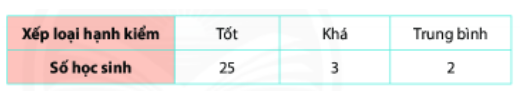 Xếp loại hạnh kiểm Tốt Khá Trung bình
Số học sinh 25 3 2